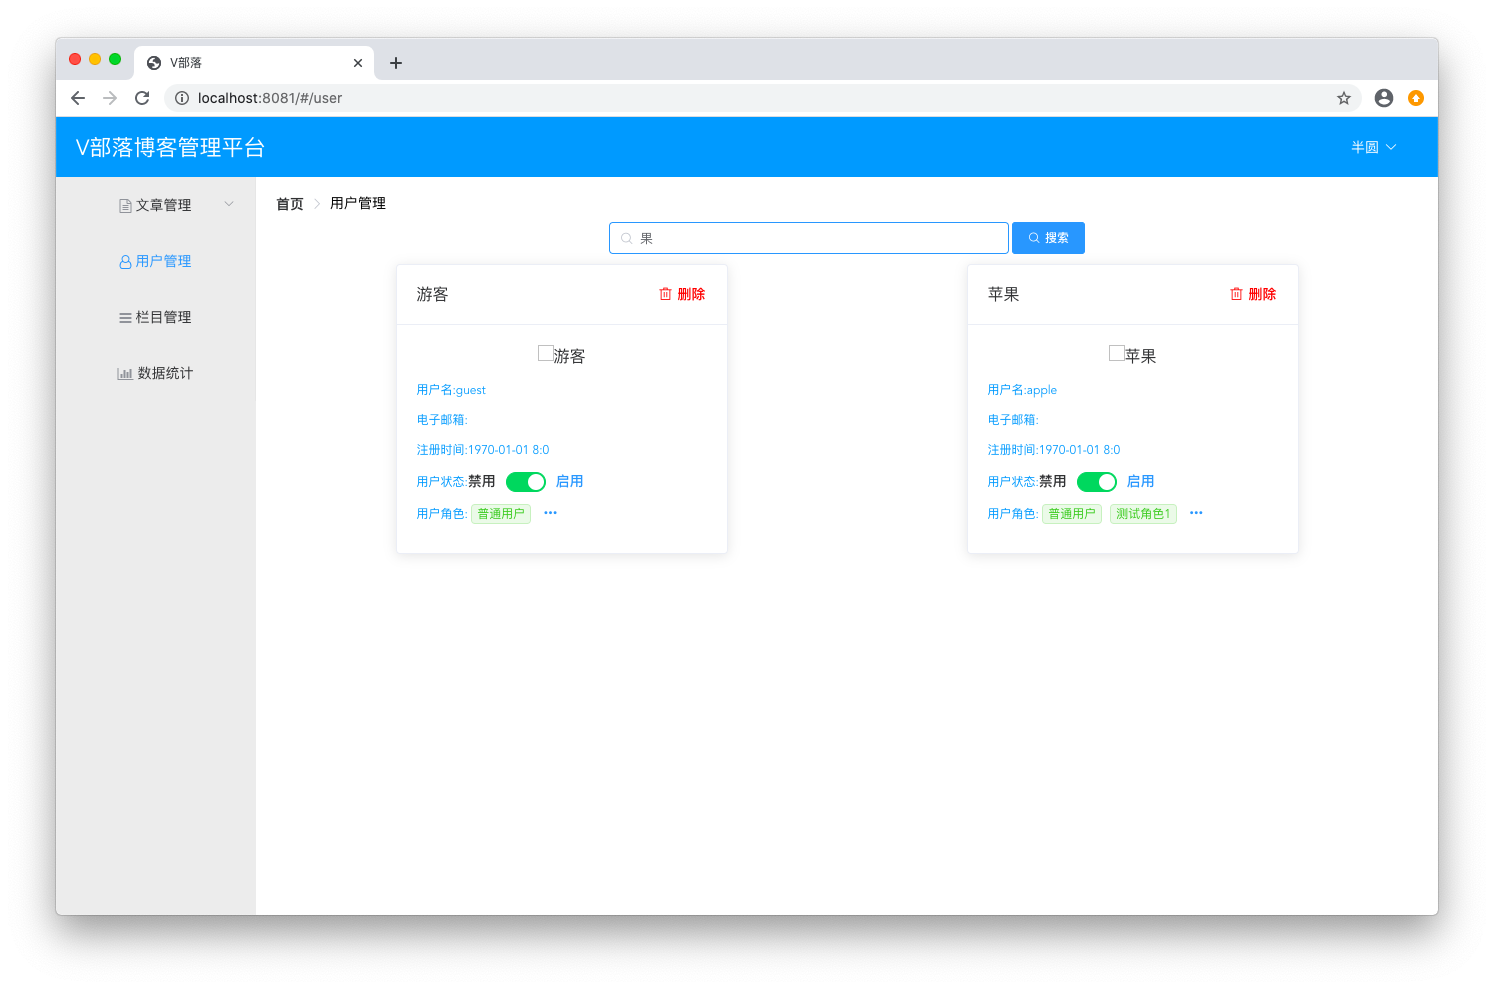 V部落
localhost:8081/#/user
V部落博客管理平台
半圆
文章管理
用户管理
栏目管理
数据统计
首页 用户管理
果 搜索
游客 删除
游客
用户名:guest
电子邮箱:
注册时间:1970-01-01 8:0
用户状态:禁用 启用
用户角色: 普通用户 •••
苹果 删除
苹果
用户名:apple
电子邮箱:
注册时间:1970-01-01 8:0
用户状态:禁用 启用
用户角色: 普通用户 测试角色1 •••